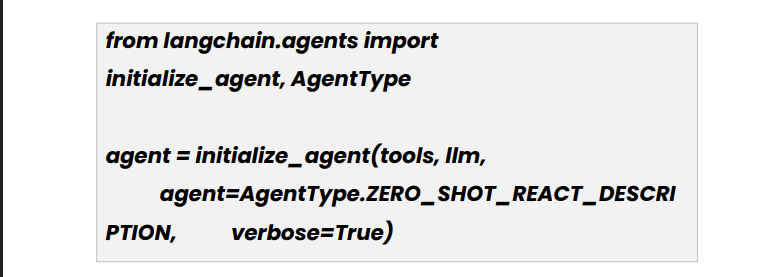 from langchain.agents import
initialize_agent, AgentType
agent = initialize_agent(tools, llm,
agent=AgentType.ZERO_SHOT_REACT_DESCRI
PTION, verbose=True)